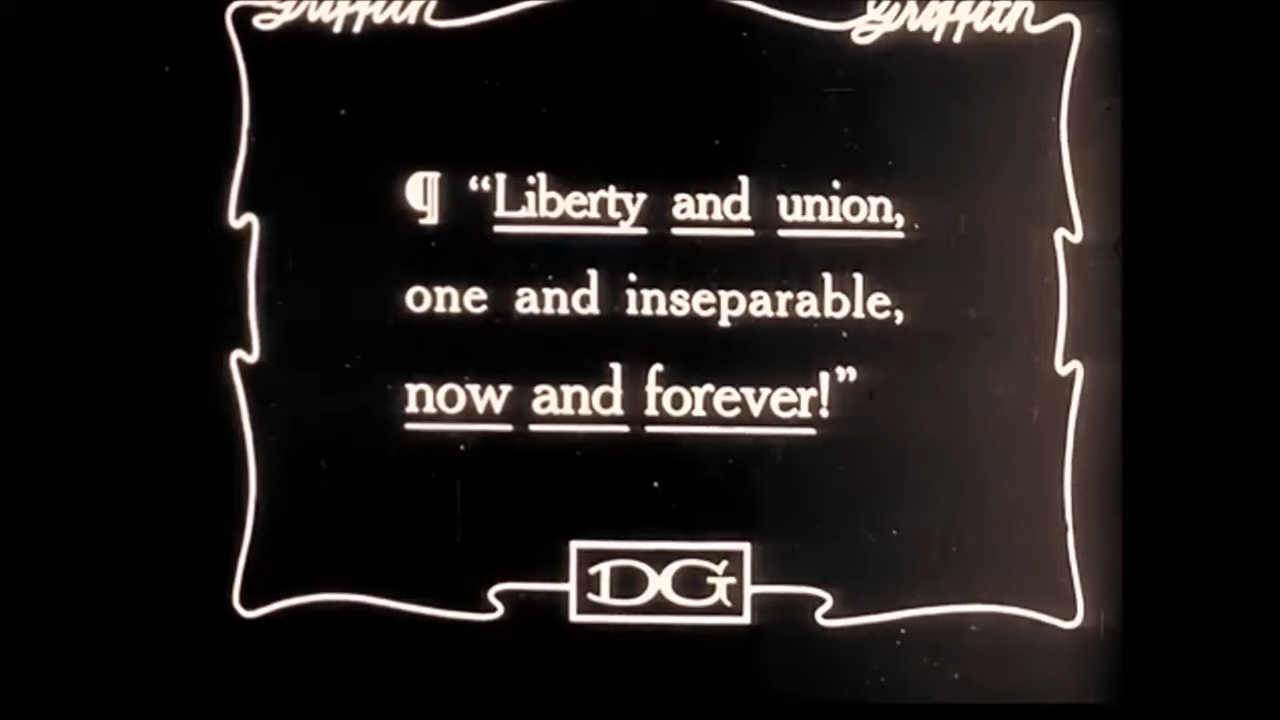 Griffith Griffith
¶ “Liberty and union,
one and inseparable,
now and forever!”
DG